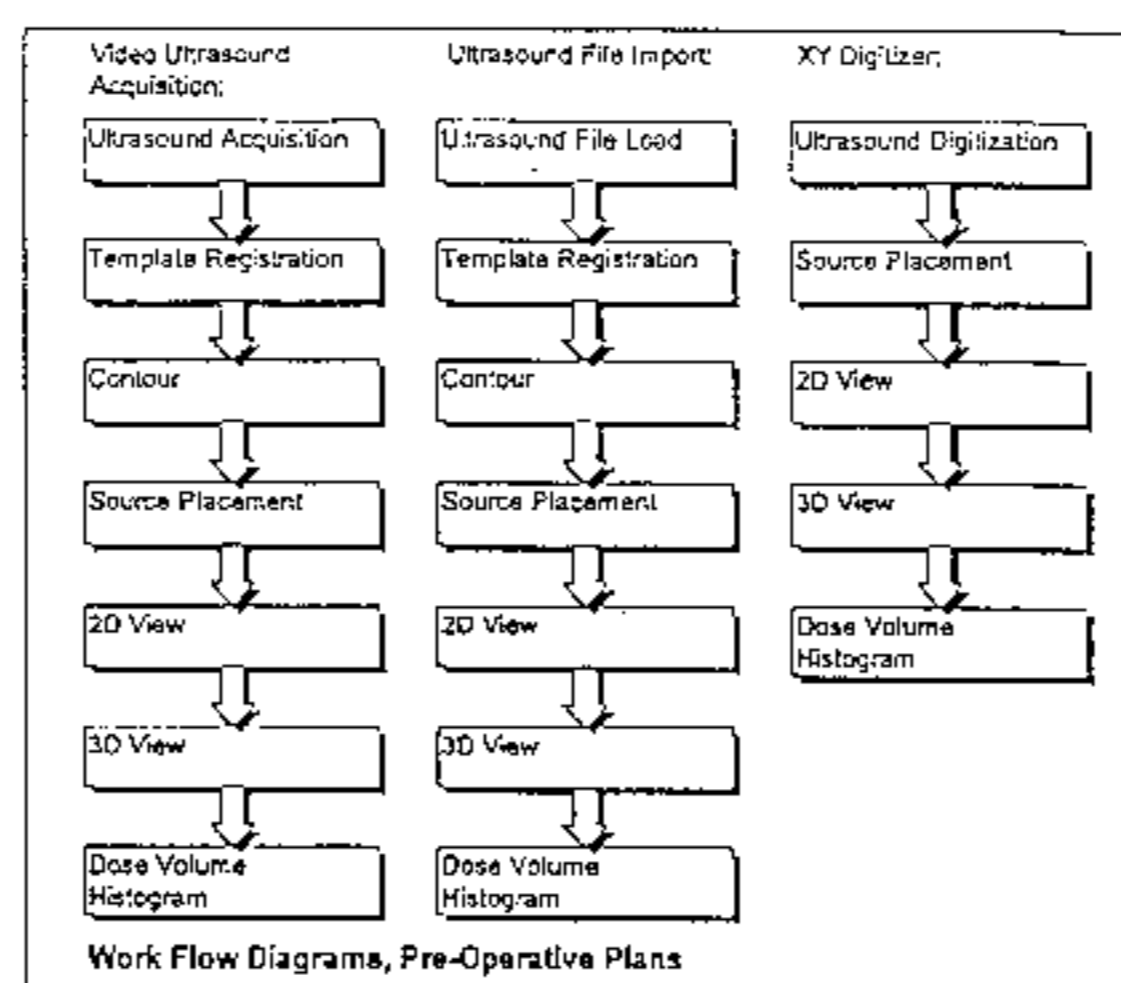 Video Ultrasound
Acquisition:
Ultrasound Acquisition
Template Registration
Contour
Source Placement
2D View
3D View
Dose Volume
Histogram
Ultrasound File Import:
Ultrasound File Load
Template Registration
Contour
Source Placement
2D View
3D View
Dose Volume
Histogram
XY Digitizer:
Ultrasound Digitization
Source Placement
2D View
3D View
Dose Volume
Histogram
Work Flow Diagrams, Pre-Operative Plans